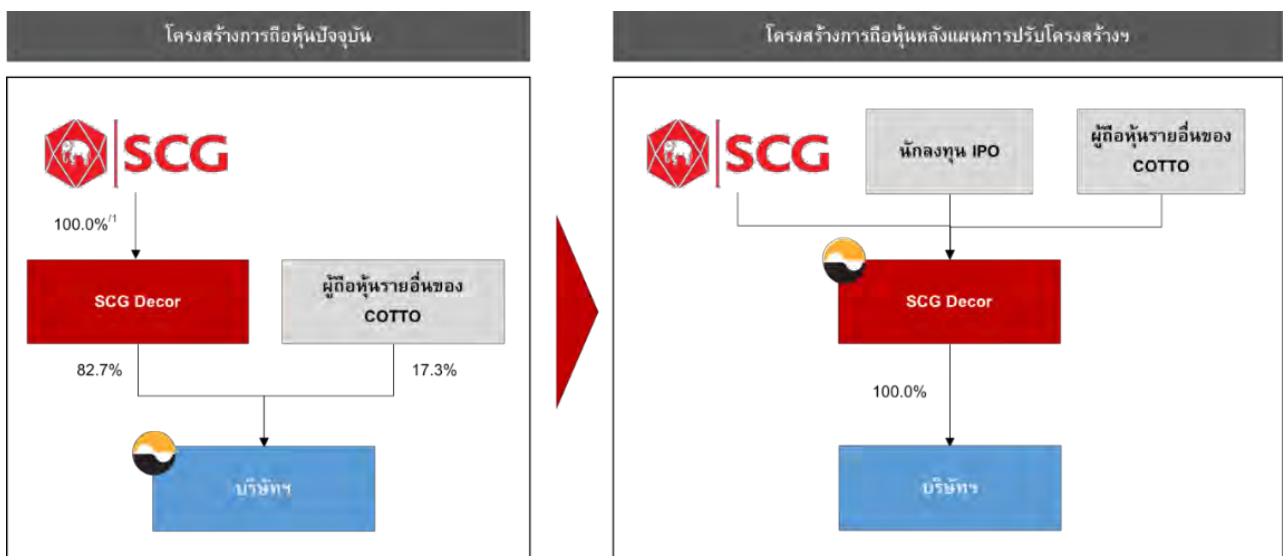 โครงสร้างการถือหุ้นปัจจุบัน
SCG
100.0%/1
SCG Decor
ผู้ถือหุ้นรายอื่นของ
COTTO
82.7%
17.3%
บริษัทฯ
โครงสร้างการถือหุ้นหลังแผนการปรับโครงสร้างฯ
SCG
นักลงทุน IPO
ผู้ถือหุ้นรายอื่นของ
COTTO
SCG Decor
100.0%
บริษัทฯ